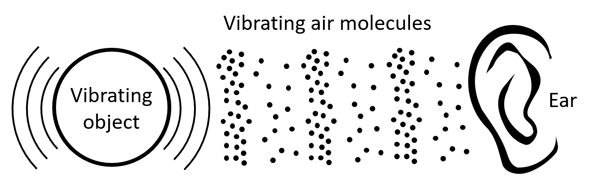 Vibrating air molecules
Vibrating
object
Ear